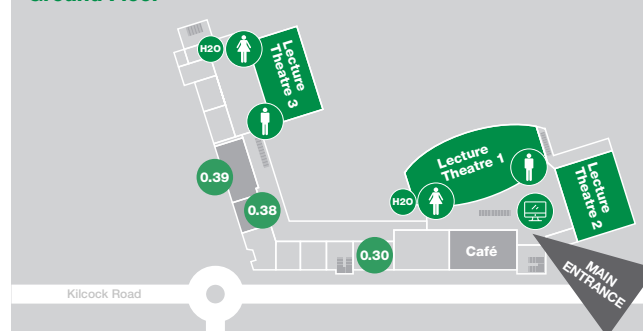 Ground Floor
H2O
Lecture
Theatre 3
0.39
0.38
Lecture
Theatre 1
H2O
Lecture
Theatre 2
0.30
Café
MAIN
ENTRANCE
Kilcock Road